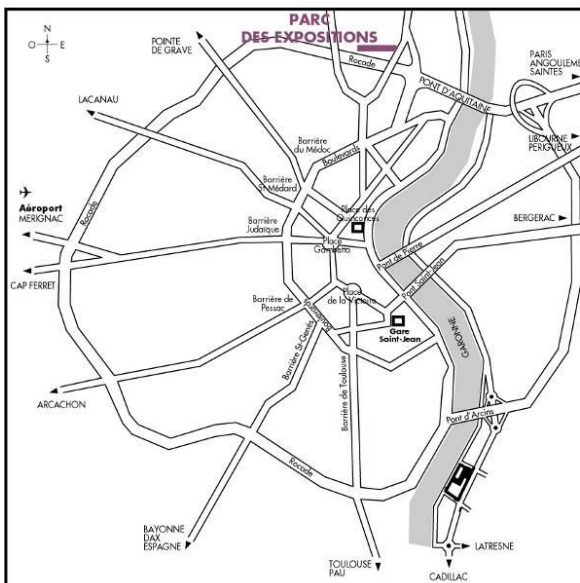 PARC
DES EXPOSITIONS
N
O
E
S
POINTE
DE GRAVE
Rocade
PARIS
ANGOULEME
SAINTES
PONT D'AQUITAINE
LACANAU
LIBOURNE
PERIGUEUX
Barrière
du Médoc
Boulevards
Barrière
St Médard
Place des
Quinconces
Aéroport
MERIGNAC
Rocade
Barrière
Judaïque
BERGERAC
Place
Gambetta
Pont de Pierre
CAP FERRET
Pont Saint-Jean
Barrière de
Pessac
Place
de la Victoire
Boulevards
Gare
Saint-Jean
GARONNE
Barrière St-Genès
Barrière de Toulouse
ARCACHON
Pont d'Arcins
Rocade
BAYONNE
DAX
ESPAGNE
LATRESNE
TOULOUSE
PAU
CADILLAC